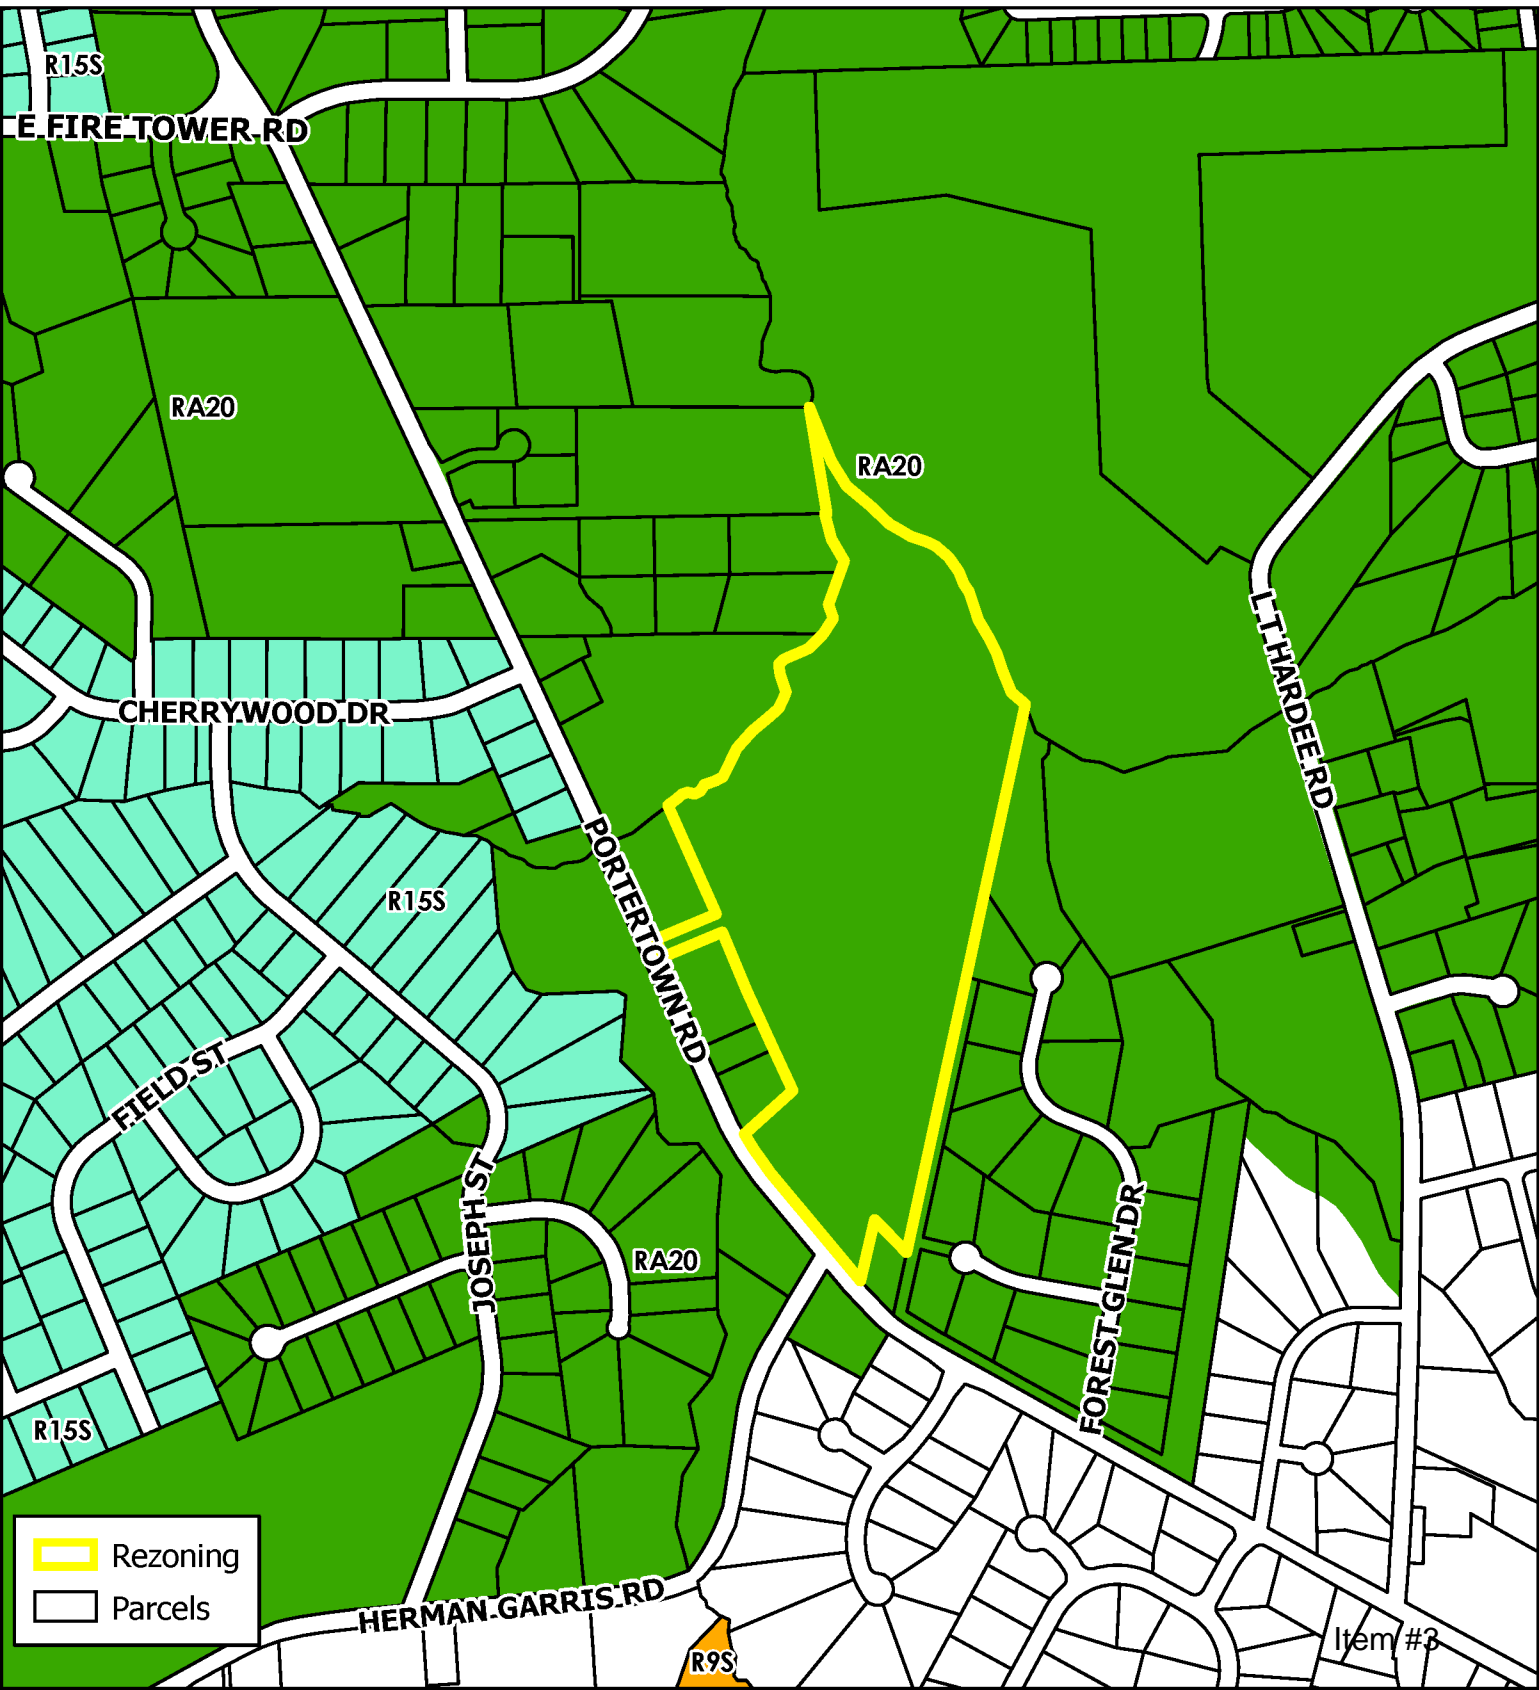 R15S
E FIRE TOWER RD
RA20
RA20
L T HARDEE RD
CHERRYWOOD DR
PORTERTOWN RD
R15S
FIELD ST
JOSEPH ST
FOREST GLEN DR
RA20
R15S
Rezoning
Parcels
HERMAN GARRIS RD
R9S
Item #3